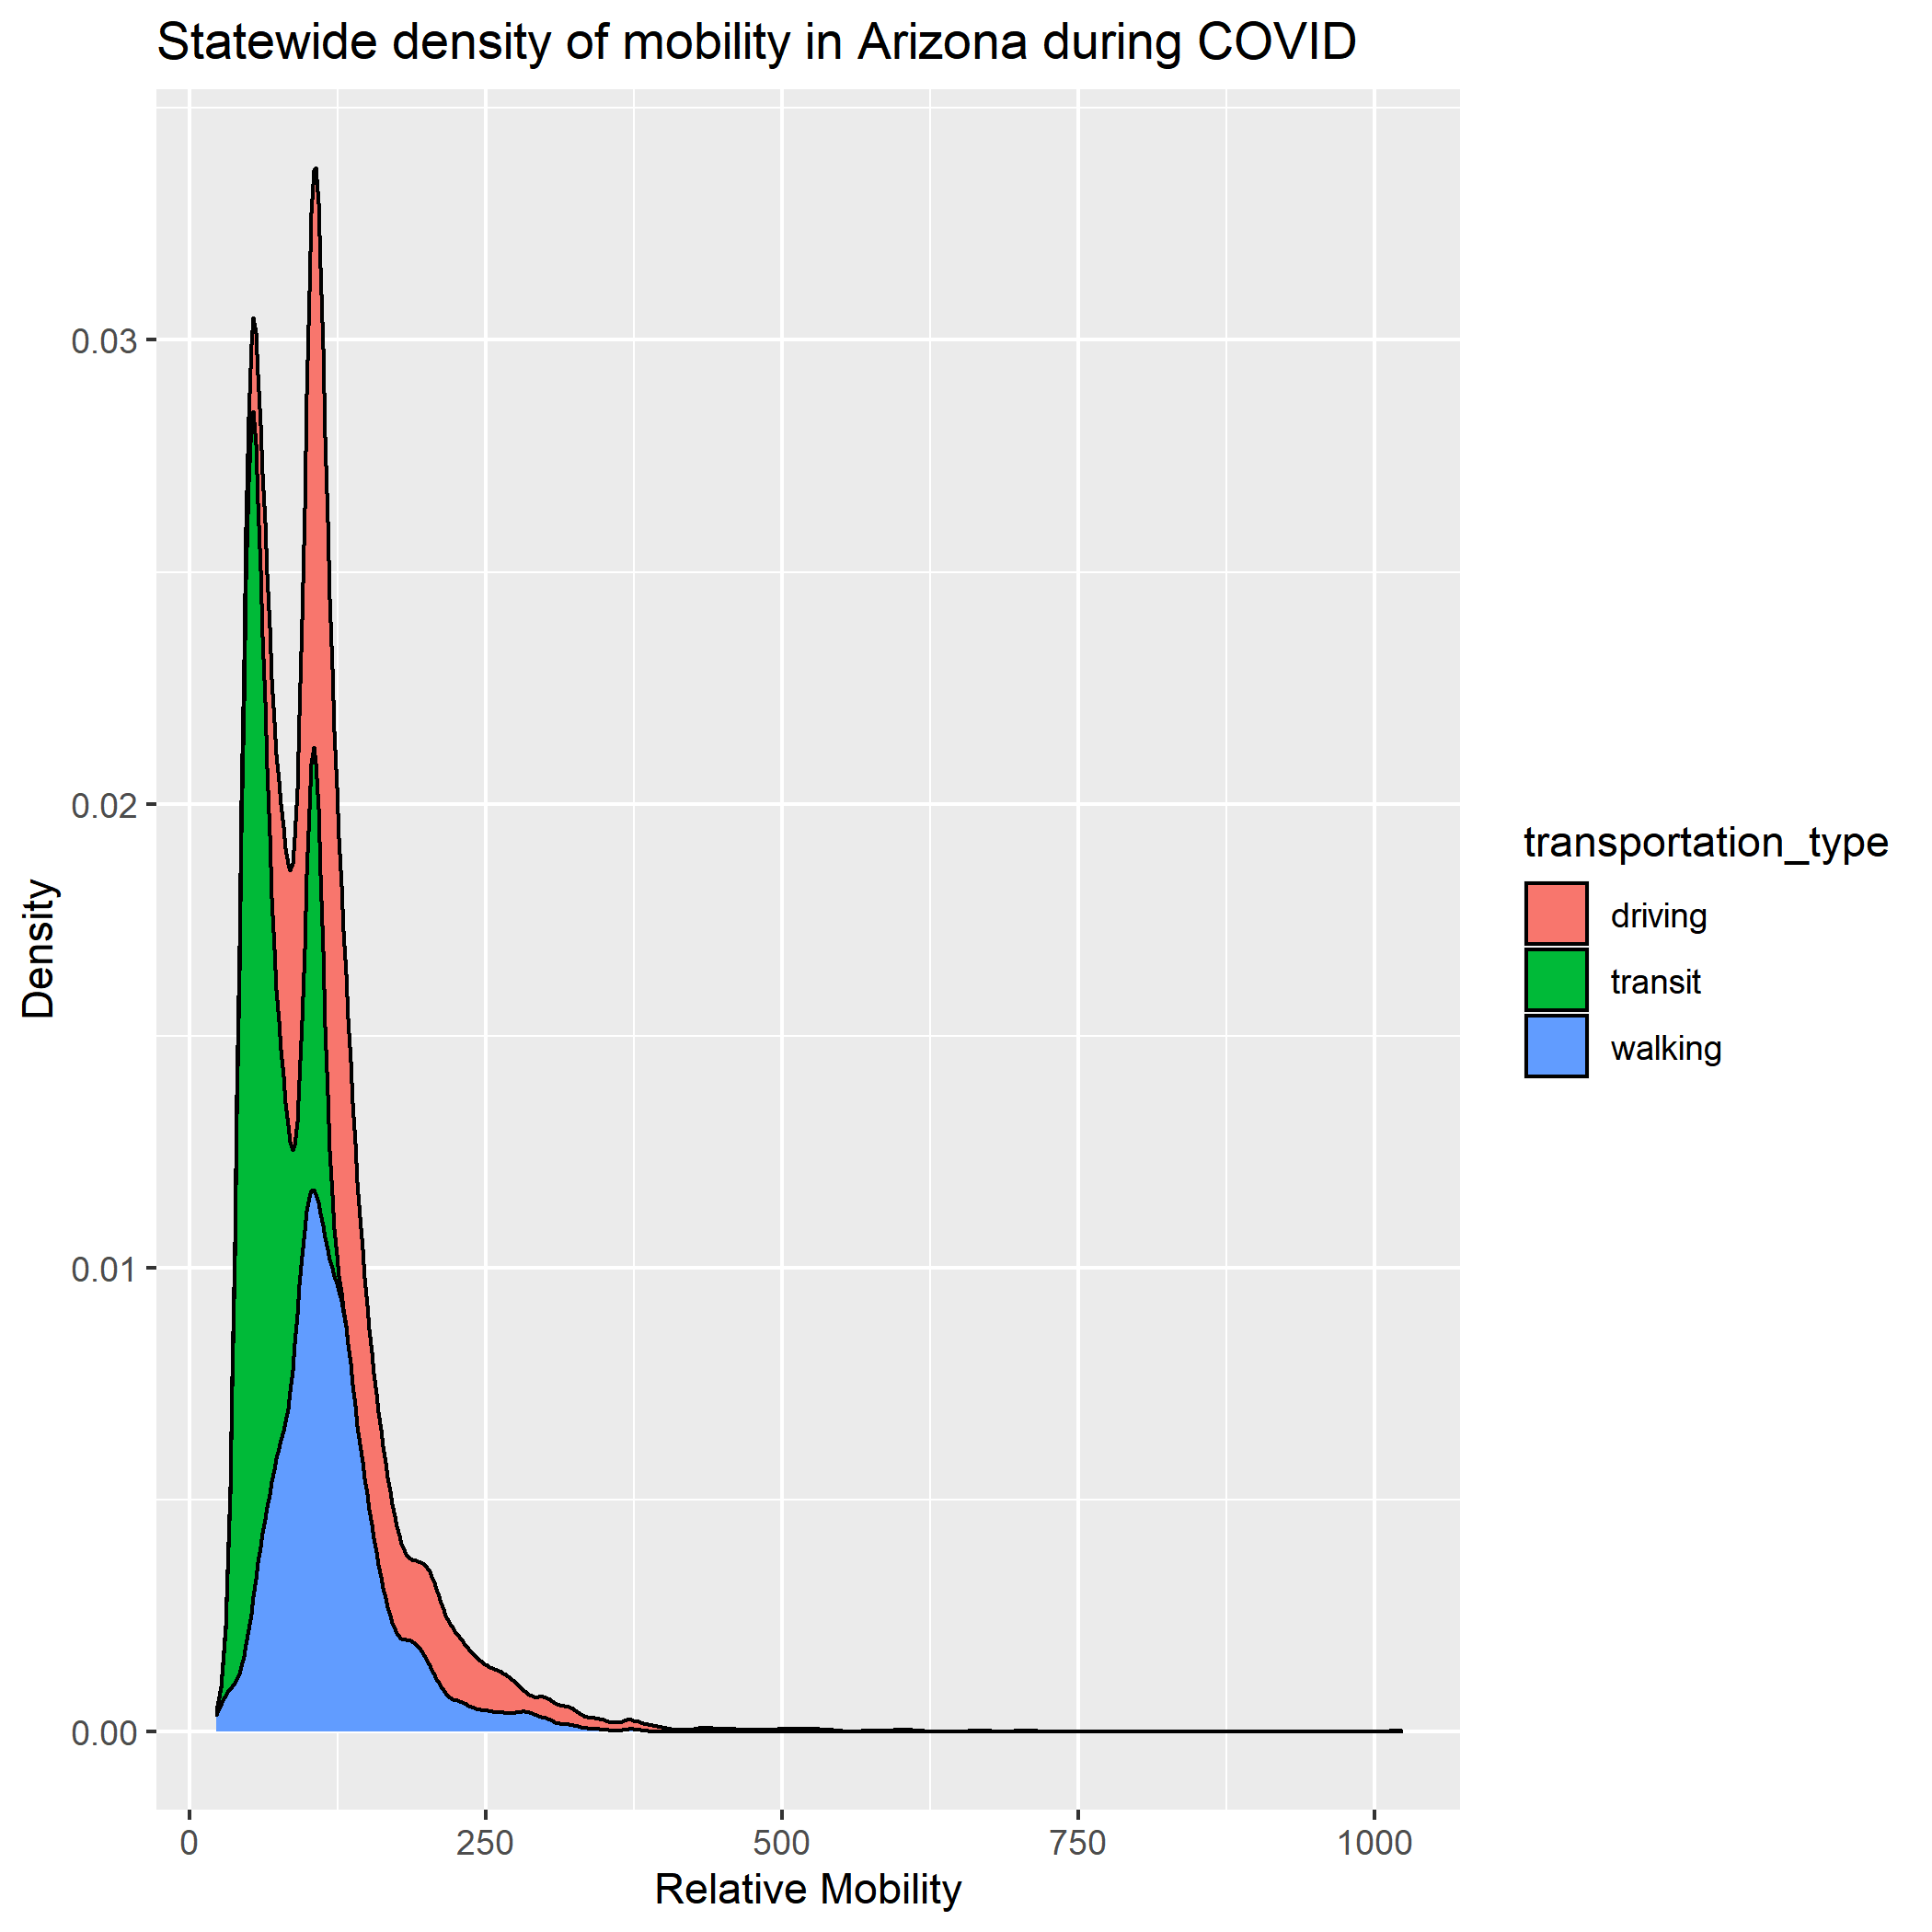 Statewide density of mobility in Arizona during COVID
0.03
0.02
0.01
0.00
Density
0 250 500 750 1000
Relative Mobility
transportation_type
driving
transit
walking